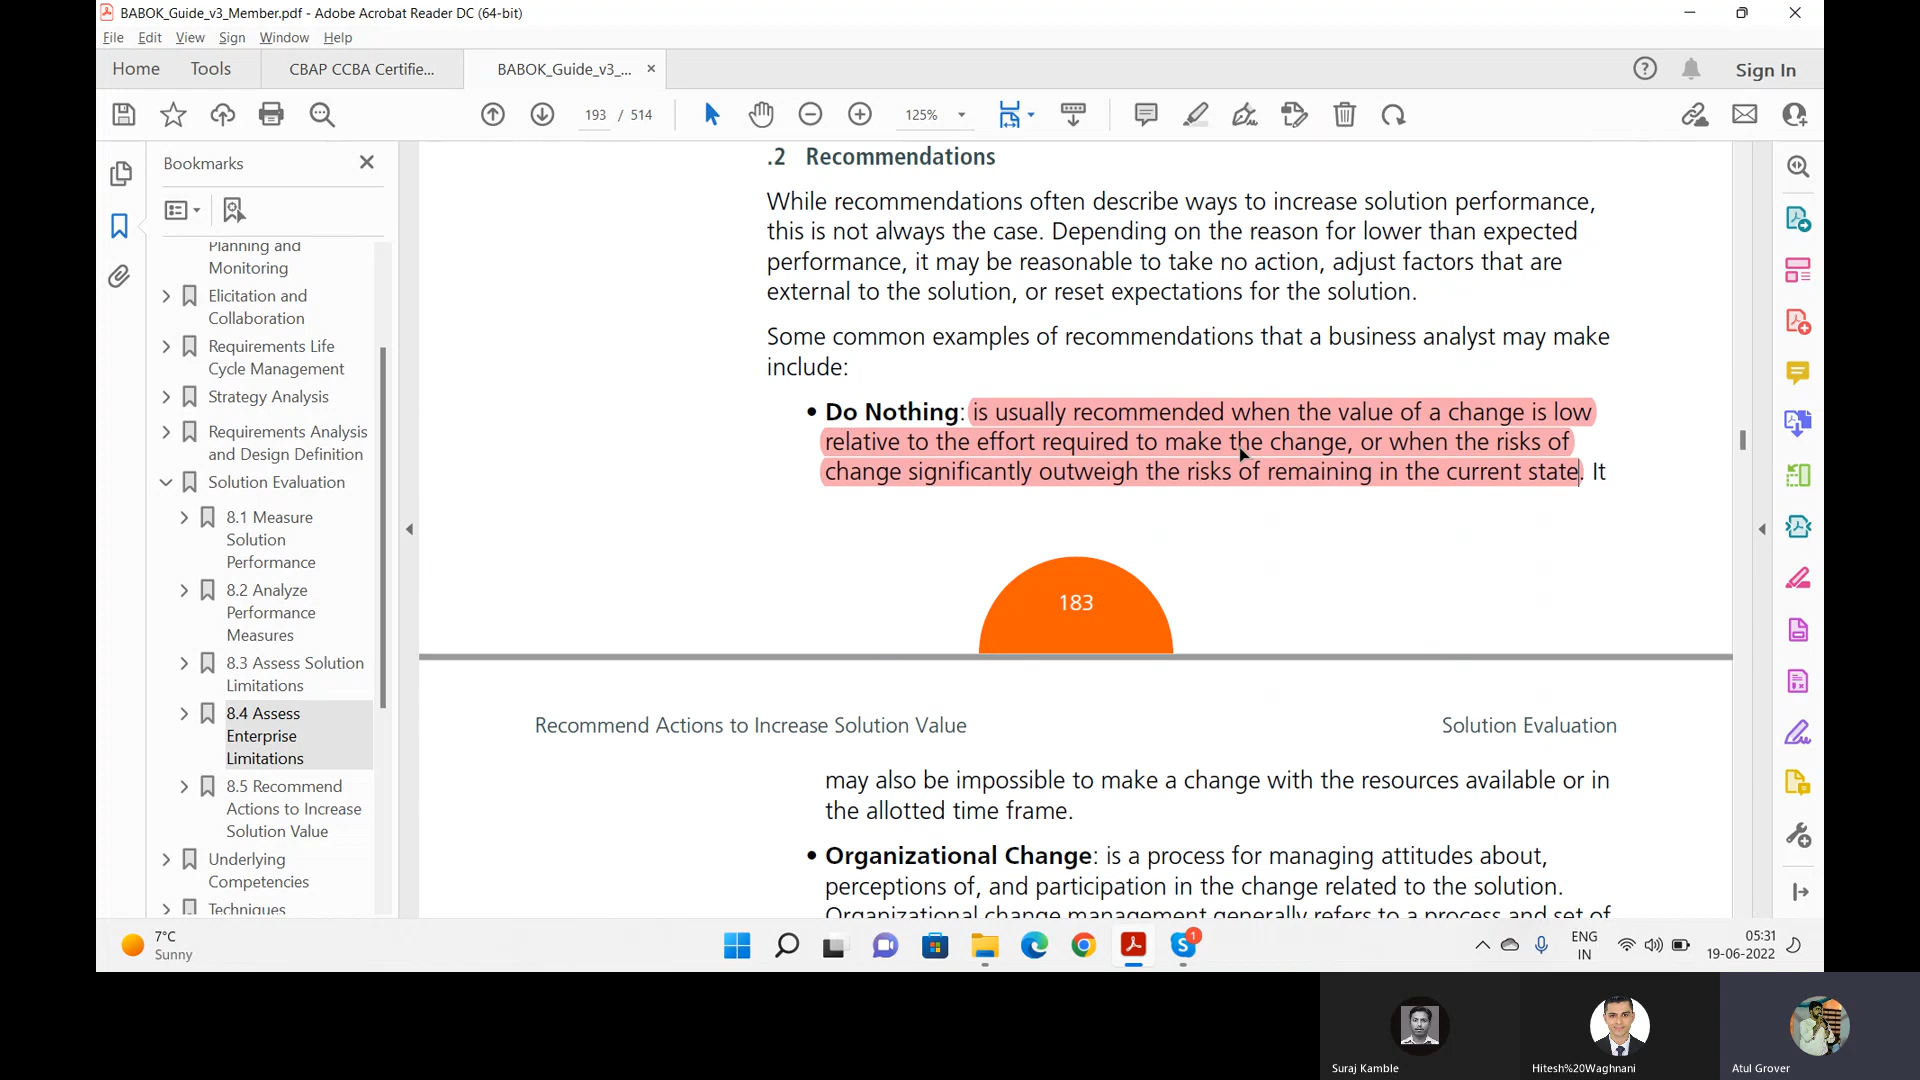 BABOK_Guide_v3_Member.pdf - Adobe Acrobat Reader DC (64-bit)
File Edit View Sign Window Help
Home Tools CBAP CCBA Certifie... BABOK_Guide_v3_... × Sign In
193 / 514 125%
Bookmarks
Planning and
Monitoring
Elicitation and
Collaboration
Requirements Life
Cycle Management
Strategy Analysis
Requirements Analysis
and Design Definition
Solution Evaluation
8.1 Measure
Solution
Performance
8.2 Analyze
Performance
Measures
8.3 Assess Solution
Limitations
8.4 Assess
Enterprise
Limitations
8.5 Recommend
Actions to Increase
Solution Value
Underlying
Competencies
Techniques
.2 Recommendations
While recommendations often describe ways to increase solution performance,
this is not always the case. Depending on the reason for lower than expected
performance, it may be reasonable to take no action, adjust factors that are
external to the solution, or reset expectations for the solution.
Some common examples of recommendations that a business analyst may make
include:
• Do Nothing: is usually recommended when the value of a change is low
relative to the effort required to make the change, or when the risks of
change significantly outweigh the risks of remaining in the current state. It
183
Recommend Actions to Increase Solution Value Solution Evaluation
may also be impossible to make a change with the resources available or in
the allotted time frame.
• Organizational Change: is a process for managing attitudes about,
perceptions of, and participation in the change related to the solution.
Organizational change management generally refers to a process and set of
7°C
Sunny
1
ENG
IN
05:31
19-06-2022
Suraj Kamble
Hitesh%20Waghnani
Atul Grover